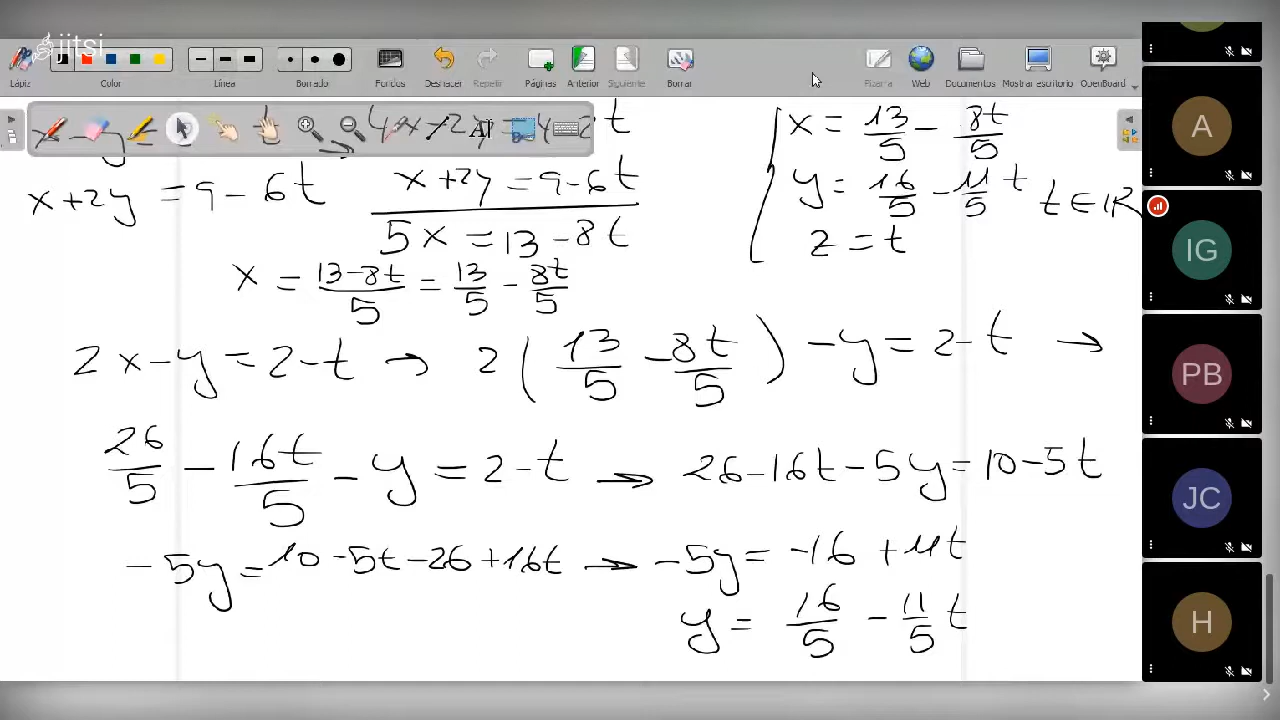 jitsi
Lápiz Color Línea Borrador Fondos Deshacer Repetir Páginas Anterior Siguiente Borrar Pizarra Web Documentos Mostrar escritorio OpenBoard
x+2y = 9-6t
x+2y = 9-6t
5x = 13-8t
x = 13-8t/5 = 13/5 - 8t/5
x = 13/5 - 8t/5
y = 16/5 - 11/5 t t ∈ IR
z = t
2x-y = 2-t → 2(13/5 - 8t/5) - y = 2-t →
26/5 - 16t/5 - y = 2-t → 26-16t-5y = 10-5t
-5y = 10-5t-26+16t → -5y = -16+11t
y = 16/5 - 11/5 t
A
IG
PB
JC
H